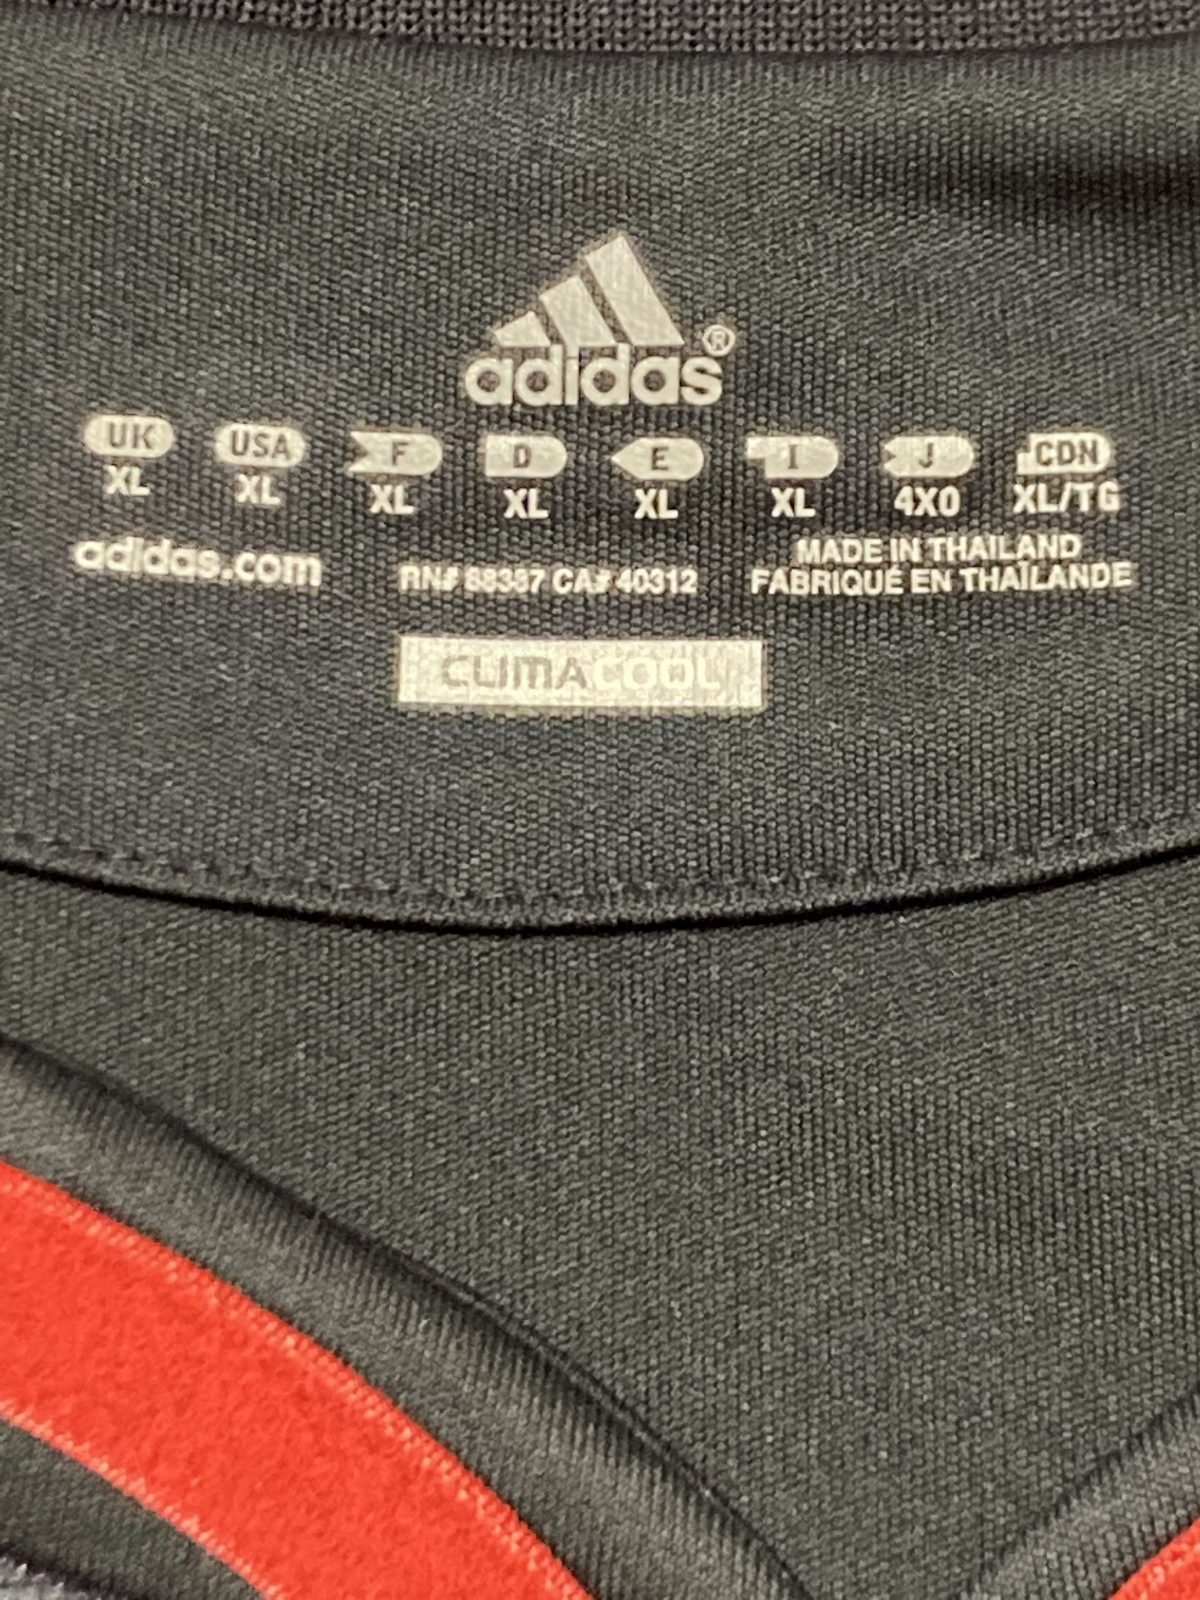 adidas®
UK USA F D E I J CDN
XL XL XL XL XL XL 4XO XL/TG
adidas.com RN# 88387 CA# 40312 MADE IN THAILAND
FABRIQUÉ EN THAÏLANDE
CLIMACOOL